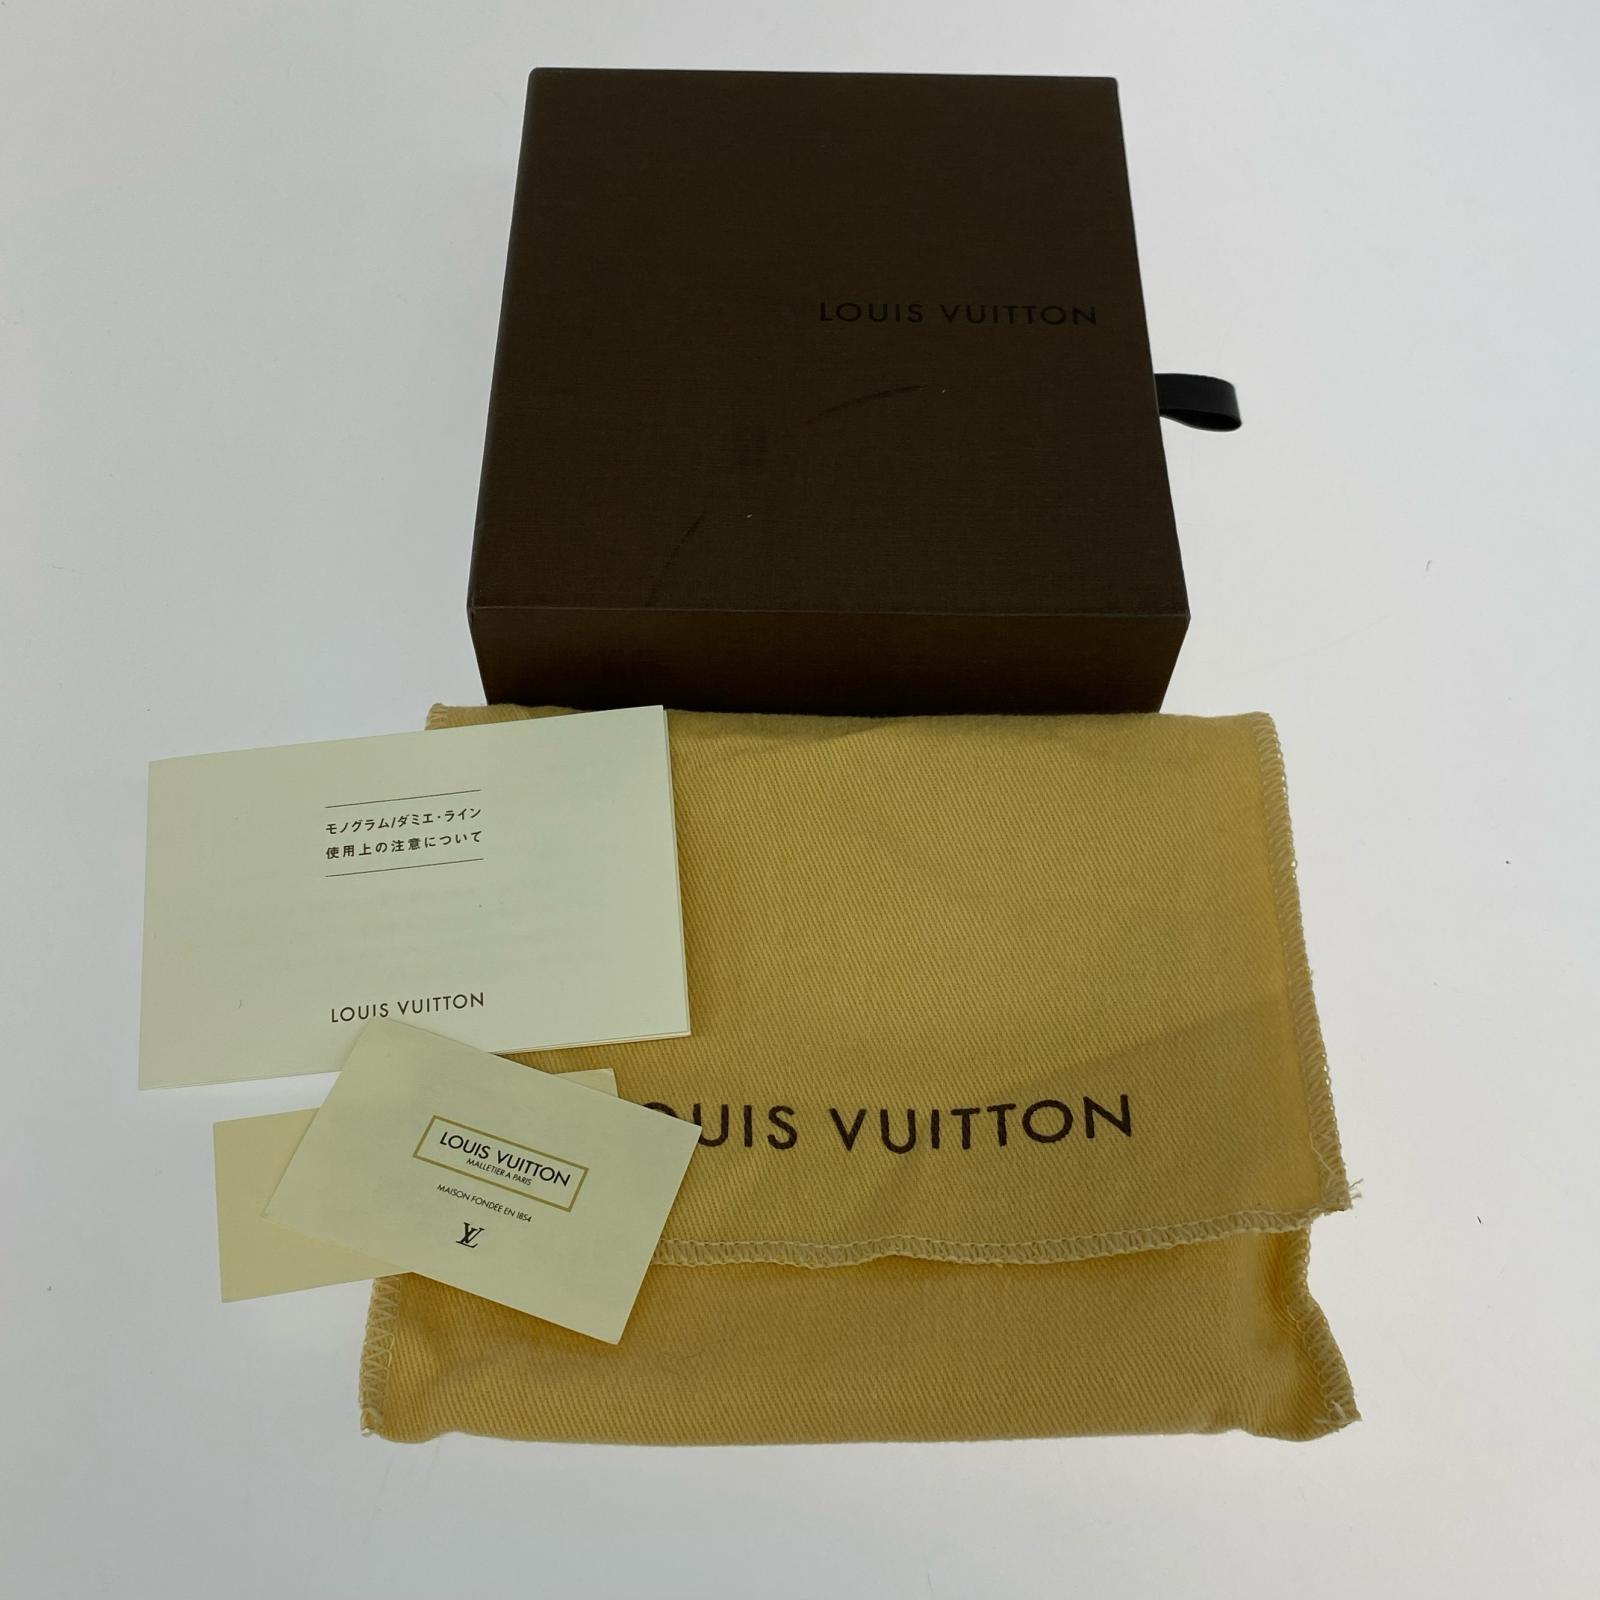 LOUIS VUITTON
モノグラム/ダミエ・ライン
使用上の注意について
LOUIS VUITTON
OUIS VUITTON
LOUIS VUITTON
MALLETIER A PARIS
MAISON FONDÉE EN 1854
LV